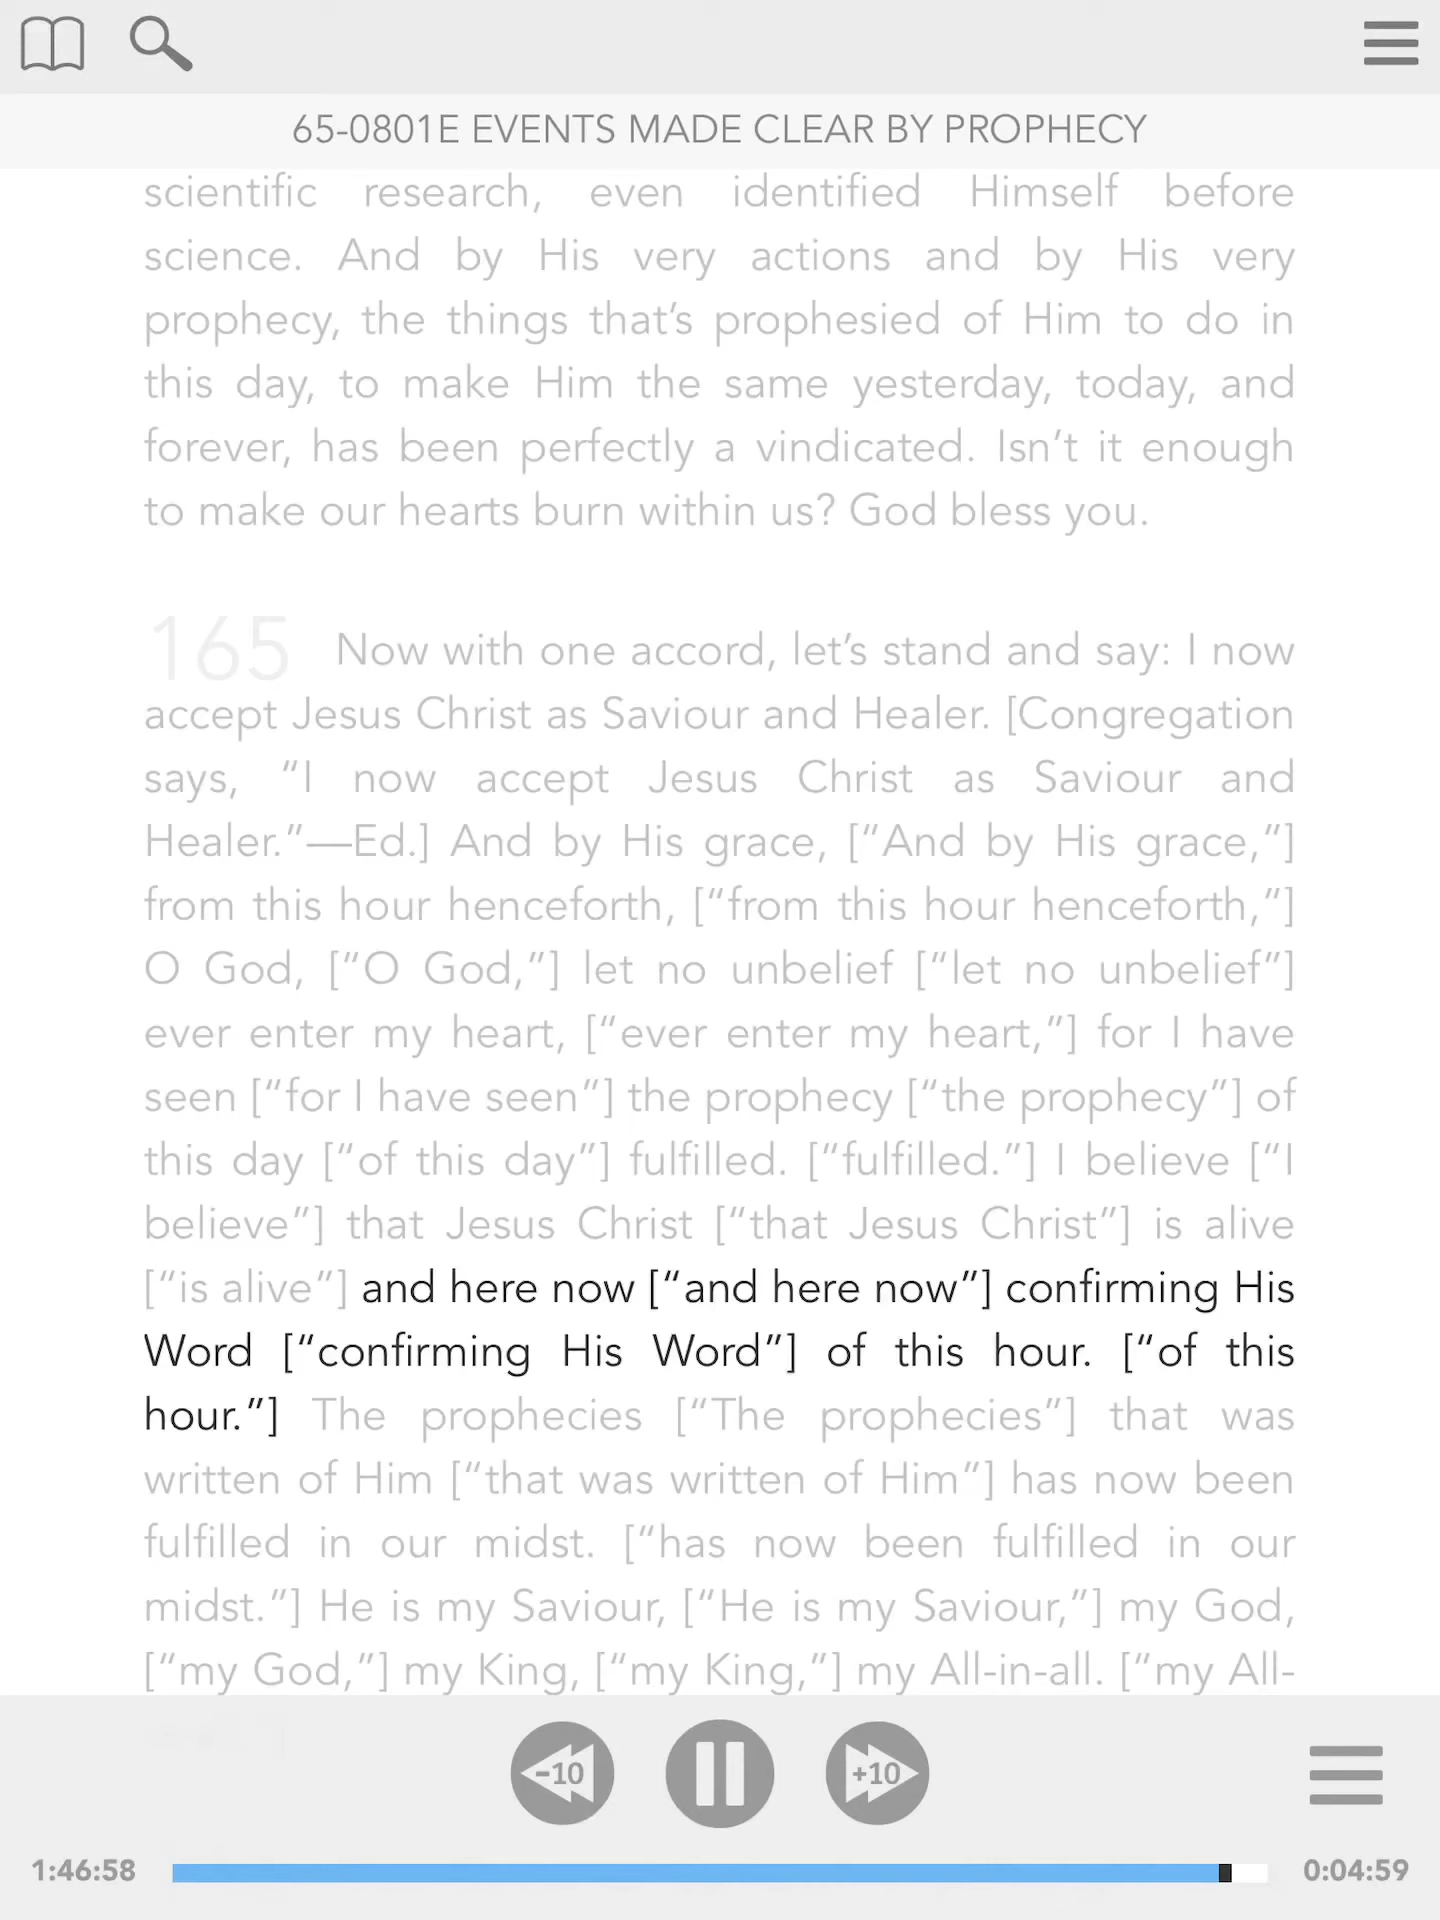 65-0801E EVENTS MADE CLEAR BY PROPHECY
scientific research, even identified Himself before
science. And by His very actions and by His very
prophecy, the things that’s prophesied of Him to do in
this day, to make Him the same yesterday, today, and
forever, has been perfectly a vindicated. Isn’t it enough
to make our hearts burn within us? God bless you.
165 Now with one accord, let’s stand and say: I now
accept Jesus Christ as Saviour and Healer. [Congregation
says, “I now accept Jesus Christ as Saviour and
Healer.”—Ed.] And by His grace, [“And by His grace,”]
from this hour henceforth, [“from this hour henceforth,”]
O God, [“O God,”] let no unbelief [“let no unbelief”]
ever enter my heart, [“ever enter my heart,”] for I have
seen [“for I have seen”] the prophecy [“the prophecy”] of
this day [“of this day”] fulfilled. [“fulfilled.”] I believe [“I
believe”] that Jesus Christ [“that Jesus Christ”] is alive
[“is alive”] and here now [“and here now”] confirming His
Word [“confirming His Word”] of this hour. [“of this
hour.”] The prophecies [“The prophecies”] that was
written of Him [“that was written of Him”] has now been
fulfilled in our midst. [“has now been fulfilled in our
midst.”] He is my Saviour, [“He is my Saviour,”] my God,
[“my God,”] my King, [“my King,”] my All-in-all. [“my All-
-10 +10
1:46:58 0:04:59